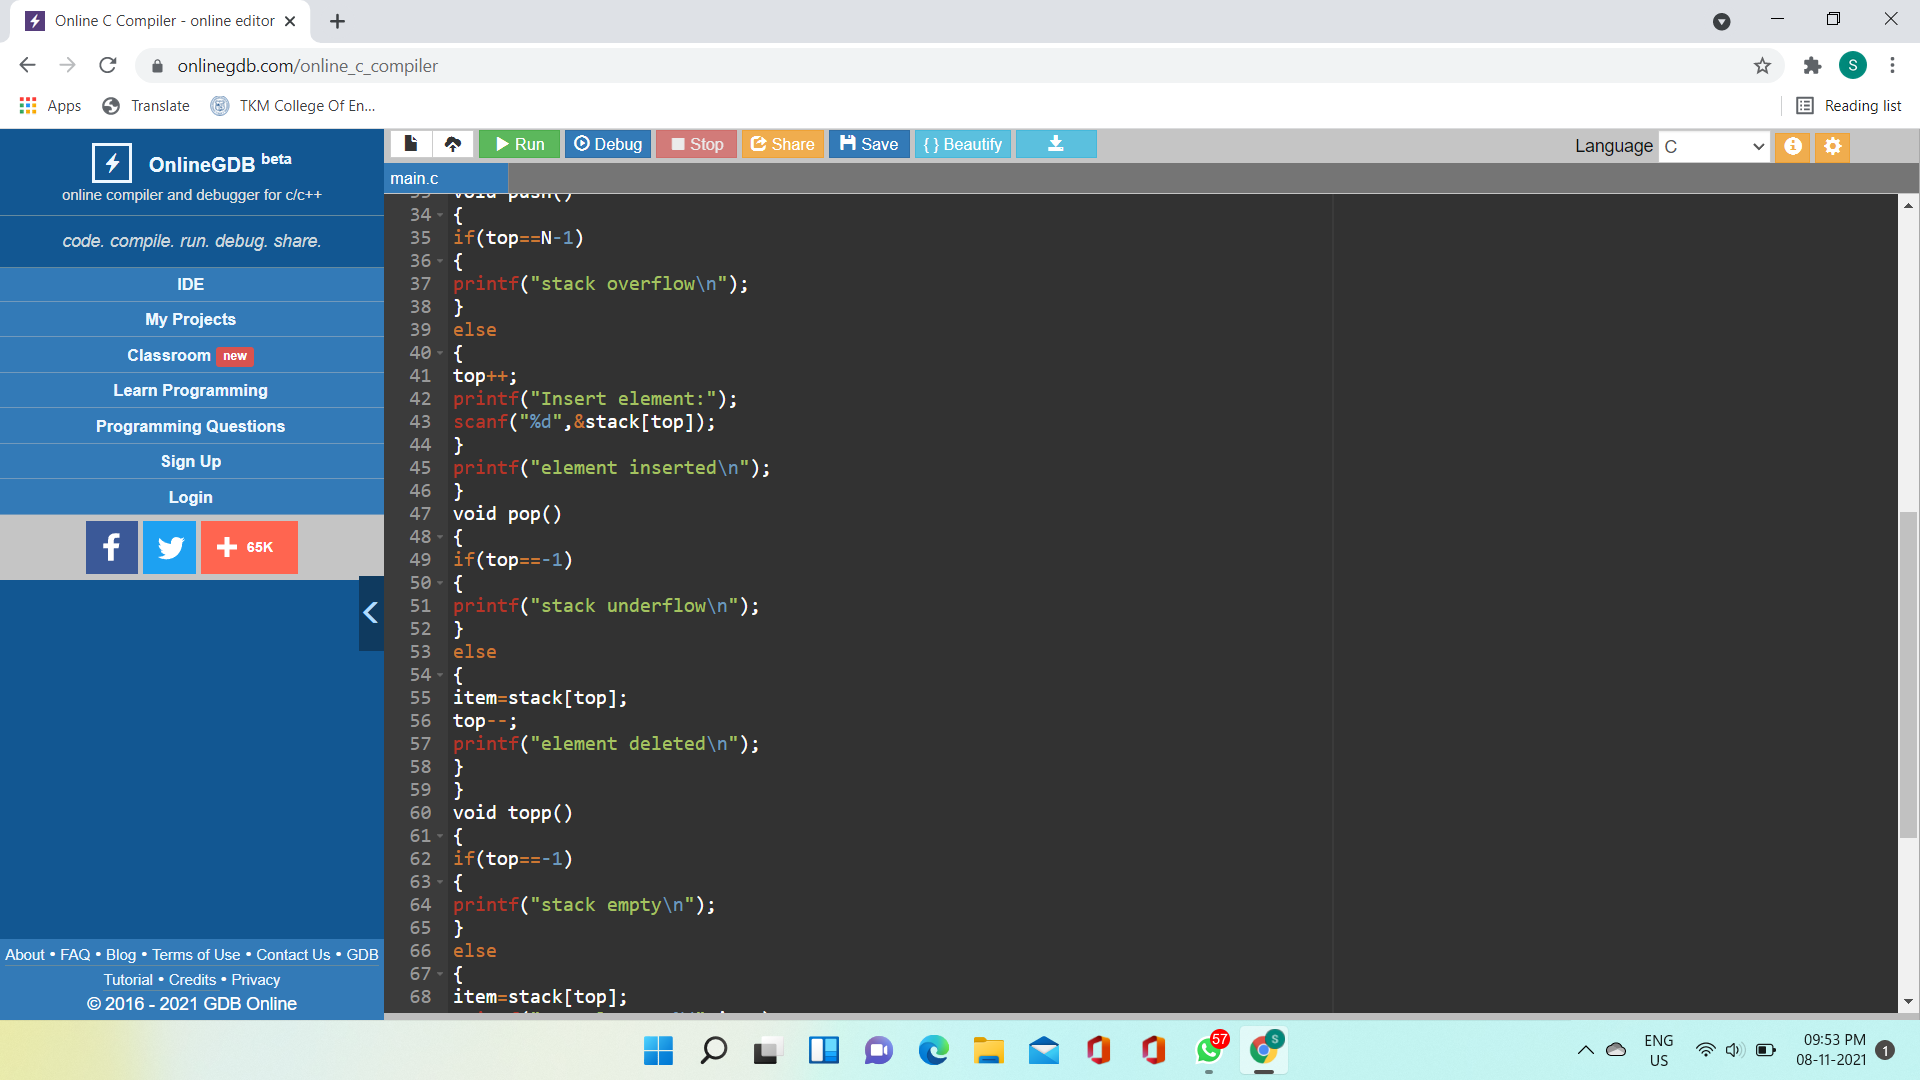 Online C Compiler - online editor
onlinegdb.com/online_c_compiler
S
Apps
Translate
TKM College Of En...
Reading list
OnlineGDB beta
online compiler and debugger for c/c++
code. compile. run. debug. share.
IDE
My Projects
Classroom new
Learn Programming
Programming Questions
Sign Up
Login
65K
About • FAQ • Blog • Terms of Use • Contact Us • GDB
Tutorial • Credits • Privacy
© 2016 - 2021 GDB Online
Run
Debug
Stop
Share
Save
{ } Beautify
Language C
main.c
33 void push()
34 {
35 if(top==N-1)
36 {
37 printf("stack overflow\n");
38 }
39 else
40 {
41 top++;
42 printf("Insert element:");
43 scanf("%d",&stack[top]);
44 }
45 printf("element inserted\n");
46 }
47 void pop()
48 {
49 if(top==-1)
50 {
51 printf("stack underflow\n");
52 }
53 else
54 {
55 item=stack[top];
56 top--;
57 printf("element deleted\n");
58 }
59 }
60 void topp()
61 {
62 if(top==-1)
63 {
64 printf("stack empty\n");
65 }
66 else
67 {
68 item=stack[top];
57
S
ENG
US
09:53 PM
08-11-2021
1